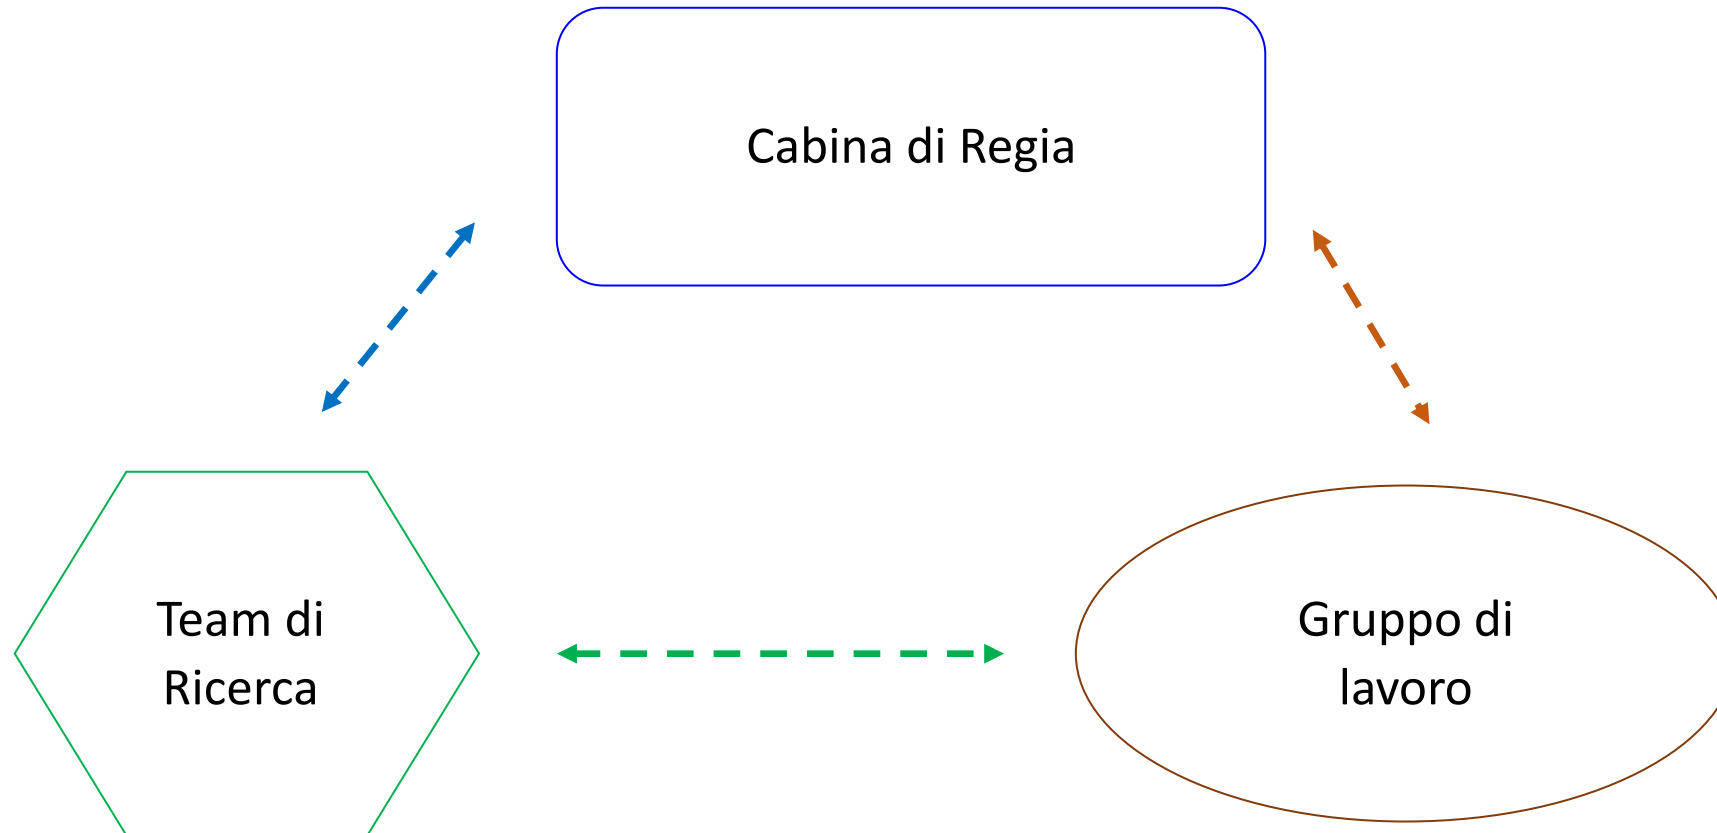 Cabina di Regia
Team di
Ricerca
Gruppo di
lavoro